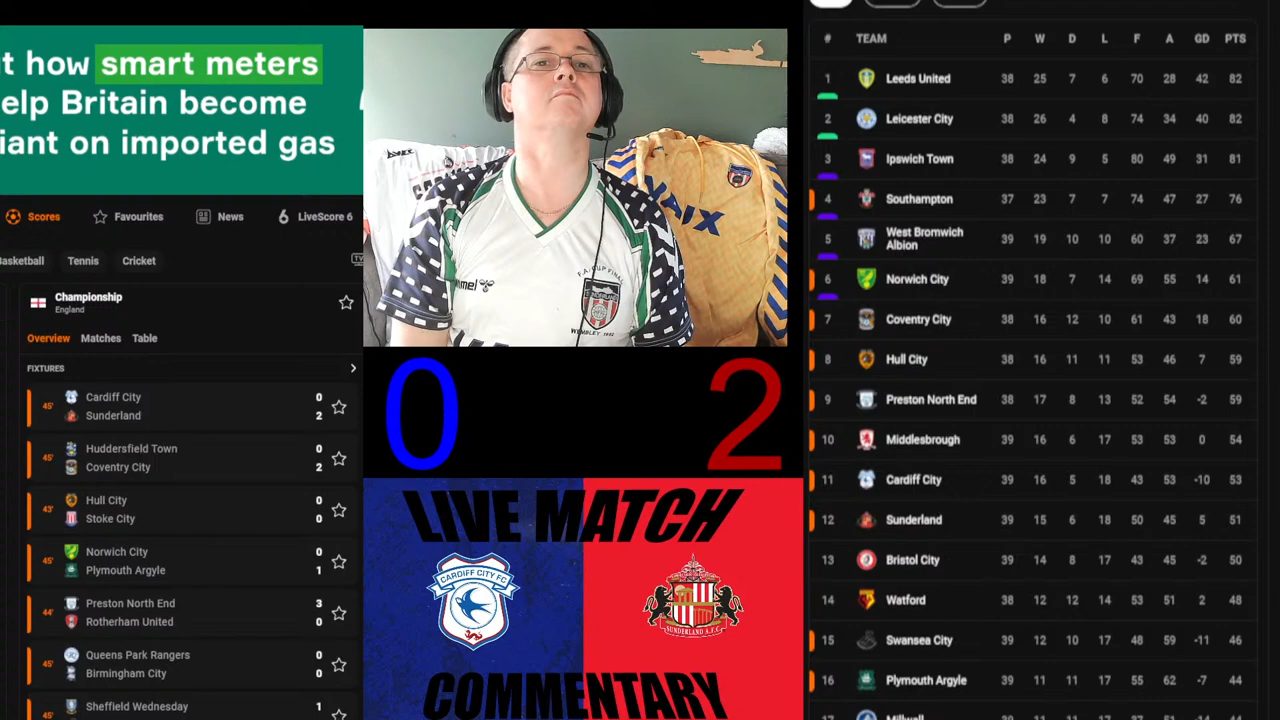 t how smart meters
elp Britain become
iant on imported gas
Scores
Favourites
News
6 LiveScore 6
Basketball
Tennis
Cricket
Championship
England
Overview
Matches
Table
FIXTURES
45' Cardiff City 0
Sunderland 2
45' Huddersfield Town 0
Coventry City 2
43' Hull City 0
Stoke City 0
45' Norwich City 0
Plymouth Argyle 1
44' Preston North End 3
Rotherham United 0
45' Queens Park Rangers 0
Birmingham City 0
45' Sheffield Wednesday 1
VAIX
hummel
F.A. CUP FINAL
WEMBLEY 1992
0 2
LIVE MATCH
CARDIFF CITY FC
SUNDERLAND A.F.C
COMMENTARY
# TEAM P W D L F A GD PTS
1 Leeds United 38 25 7 6 70 28 42 82
2 Leicester City 38 26 4 8 74 34 40 82
3 Ipswich Town 38 24 9 5 80 49 31 81
4 Southampton 37 23 7 7 74 47 27 76
5 West Bromwich Albion 39 19 10 10 60 37 23 67
6 Norwich City 39 18 7 14 69 55 14 61
7 Coventry City 38 16 12 10 61 43 18 60
8 Hull City 38 16 11 11 53 46 7 59
9 Preston North End 38 17 8 13 52 54 -2 59
10 Middlesbrough 39 16 6 17 53 53 0 54
11 Cardiff City 39 16 5 18 43 53 -10 53
12 Sunderland 39 15 6 18 50 45 5 51
13 Bristol City 39 14 8 17 43 45 -2 50
14 Watford 38 12 12 14 53 51 2 48
15 Swansea City 39 12 10 17 48 59 -11 46
16 Plymouth Argyle 39 11 11 17 55 62 -7 44
Millwall